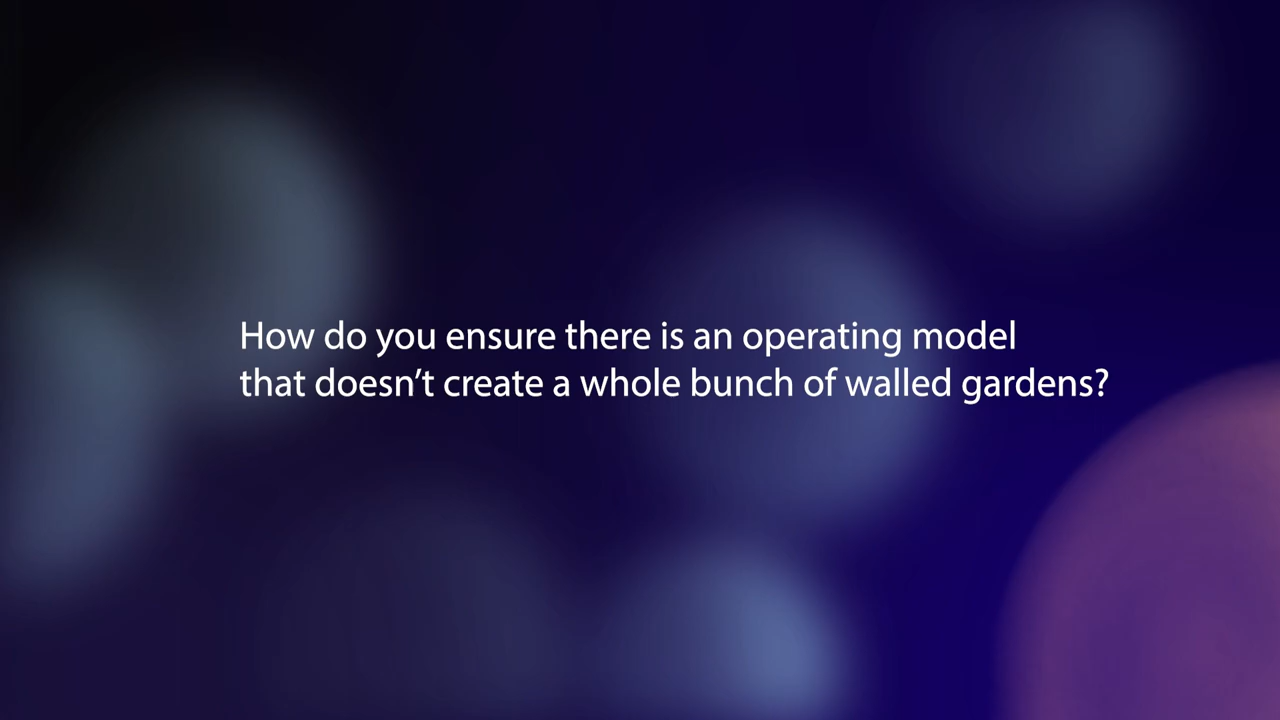 How do you ensure there is an operating model
that doesn’t create a whole bunch of walled gardens?